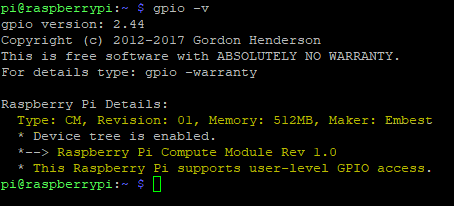 pi@raspberrypi:~ $ gpio -v
gpio version: 2.44
Copyright (c) 2012-2017 Gordon Henderson
This is free software with ABSOLUTELY NO WARRANTY.
For details type: gpio -warranty

Raspberry Pi Details:
  Type: CM, Revision: 01, Memory: 512MB, Maker: Embest
  * Device tree is enabled.
  *--> Raspberry Pi Compute Module Rev 1.0
  * This Raspberry Pi supports user-level GPIO access.
pi@raspberrypi:~ $